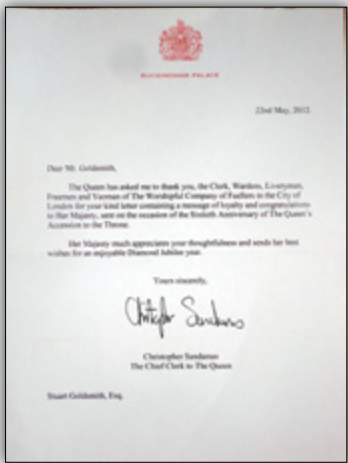 BUCKINGHAM PALACE
22nd May, 2012.
Dear Mr. Goldsmith,
The Queen has asked me to thank you, the Clerk, Wardens, Liverymen,
Freemen and Yeoman of The Worshipful Company of Fuellers in the City of
London for your kind letter containing a message of loyalty and congratulations
to Her Majesty, sent on the occasion of the Sixtieth Anniversary of The Queen's
Accession to the Throne.
Her Majesty much appreciates your thoughtfulness and sends her best
wishes for an enjoyable Diamond Jubilee year.
Yours sincerely,
Christopher Sandamas
Christopher Sandamas
The Chief Clerk to The Queen
Stuart Goldsmith, Esq.